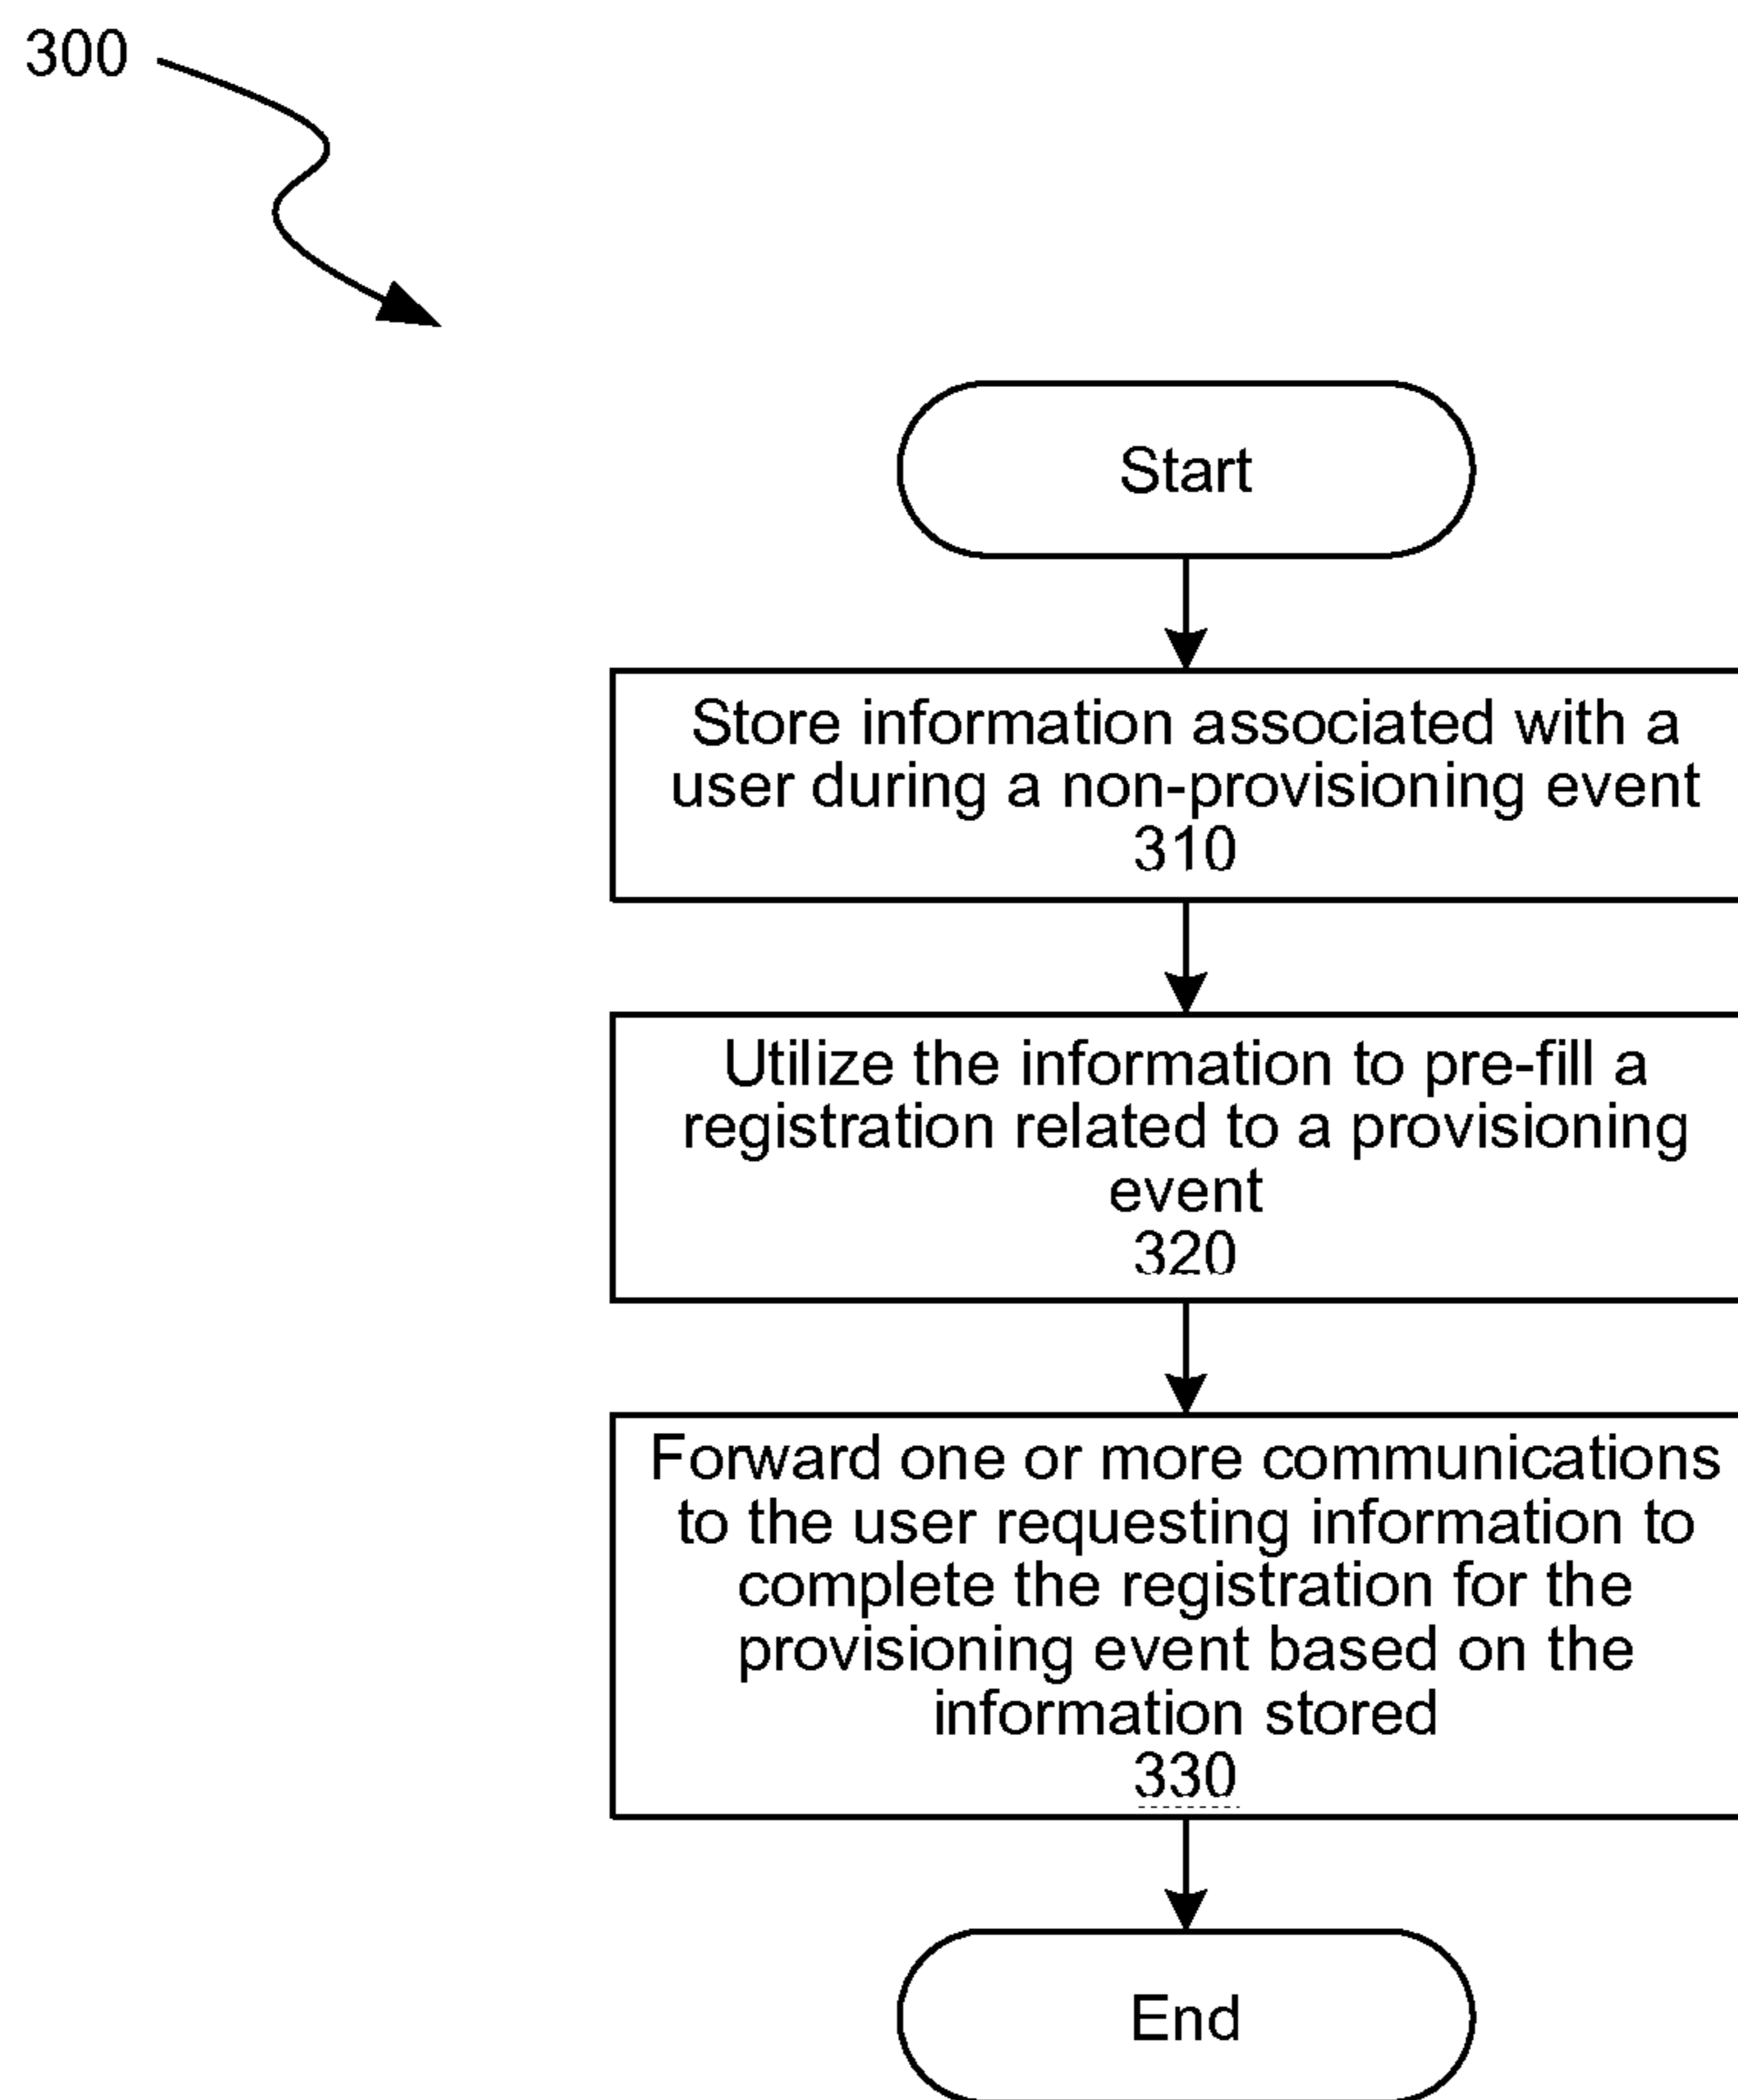 300
Start
Store information associated with a
user during a non-provisioning event
310
Utilize the information to pre-fill a
registration related to a provisioning
event
320
Forward one or more communications
to the user requesting information to
complete the registration for the
provisioning event based on the
information stored
330
End